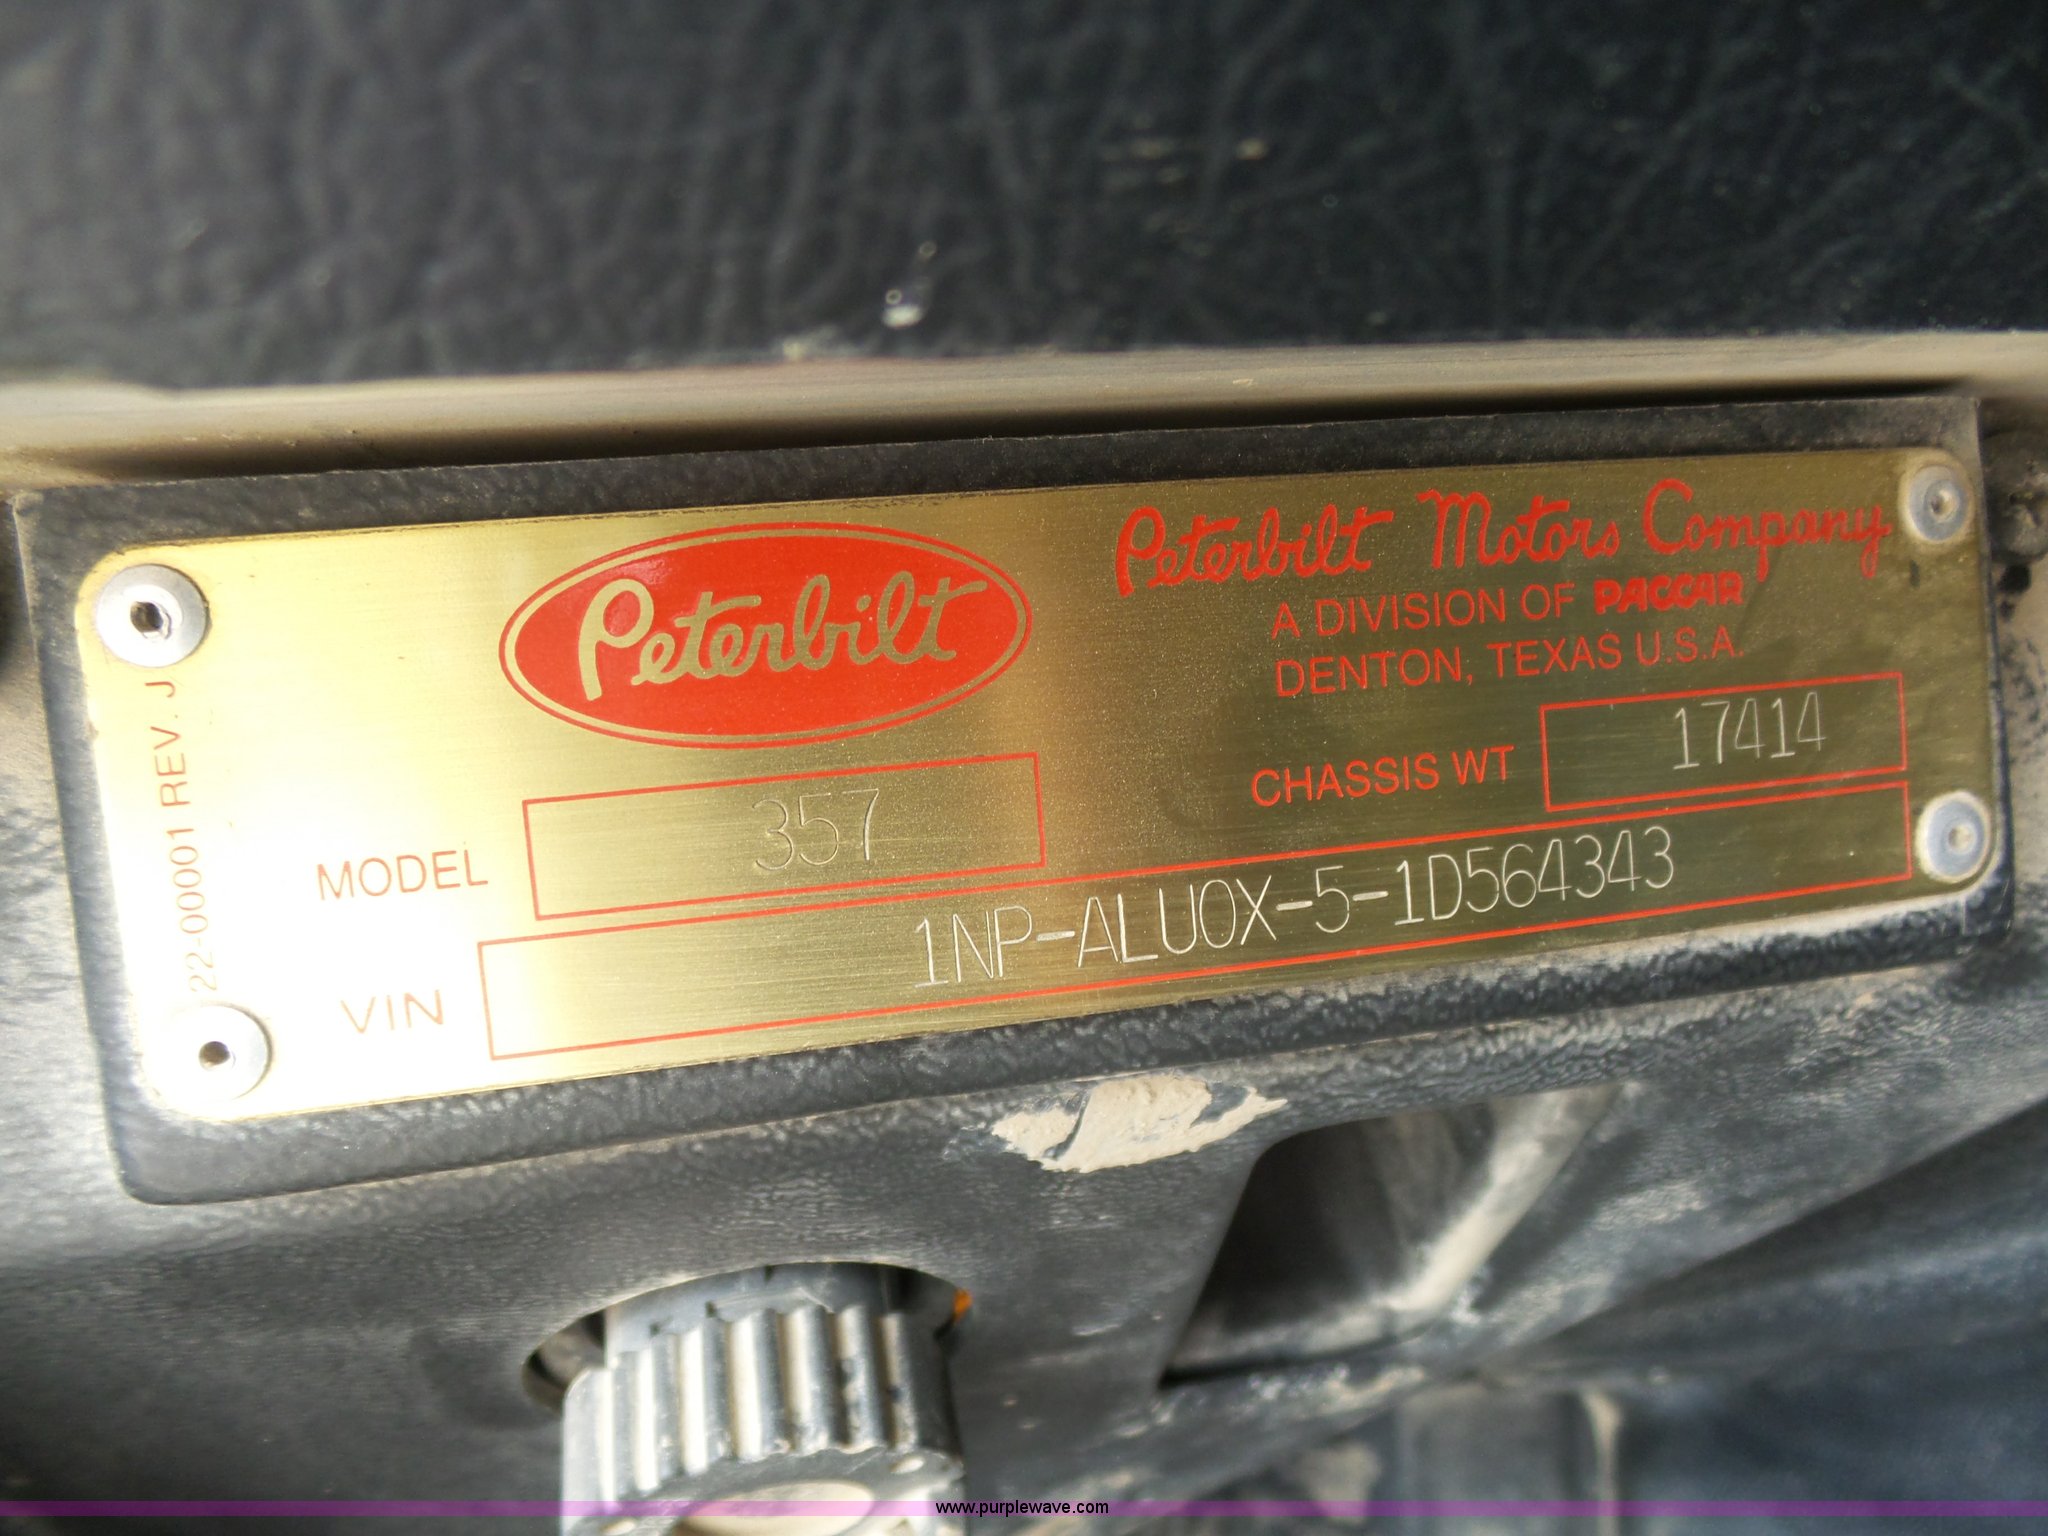 Peterbilt
Peterbilt Motors Company
A DIVISION OF PACCAR
DENTON, TEXAS U.S.A.
CHASSIS WT 17414
MODEL 357
VIN 1NP-ALU0X-5-1D564343
22-00001 REV. J
www.purplewave.com